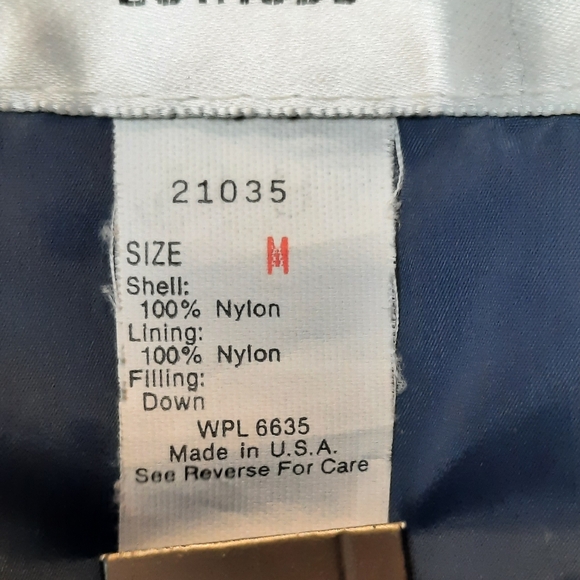 21035
SIZE M
Shell:
100% Nylon
Lining:
100% Nylon
Filling:
Down
WPL 6635
Made in U.S.A.
See Reverse For Care